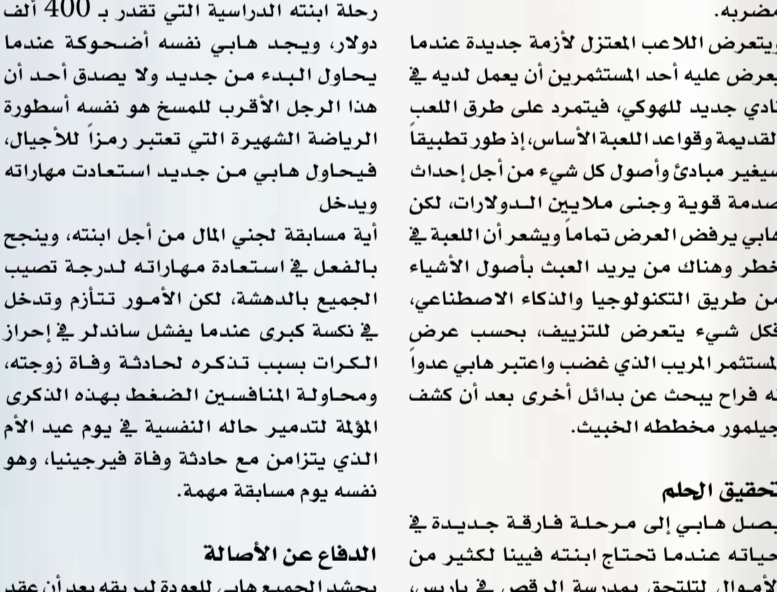 مضربه.
ويتعرض اللاعب المعتزل لأزمة جديدة عندما
يعرض عليه أحد المستثمرين أن يعمل لديه في
نادي جديد للهوكي، فيتمرد على طرق اللعب
القديمة وقواعد اللعبة الأساس، إذ طور تطبيقاً
سيغير مبادئ وأصول كل شيء من أجل إحداث
صدمة قوية وجنى ملايين الدولارات، لكن
هابي يرفض العرض تماماً ويشعر أن اللعبة في
خطر وهناك من يريد العبث بأصول الأشياء
من طريق التكنولوجيا والذكاء الاصطناعي،
فكل شيء يتعرض للتزييف، بحسب عرض
المستثمر المريب الذي غضب واعتبر هابي عدواً
له فراح يبحث عن بدائل أخرى بعد أن كشف
جيلمور مخططه الخبيث.
تحقيق الحلم
يصل هابي إلى مرحلة فارقة جديدة في
حياته عندما تحتاج ابنته فيينا لكثير من
الأموال لتلتحق بمدرسة الرقص في باريس،
رحلة ابنته الدراسية التي تقدر بـ 400 ألف
دولار، ويجد هابي نفسه أضحوكة عندما
يحاول البدء من جديد ولا يصدق أحد أن
هذا الرجل الأقرب للمسخ هو نفسه أسطورة
الرياضة الشهيرة التي تعتبر رمزاً للأجيال،
فيحاول هابي من جديد استعادت مهاراته
ويدخل
أية مسابقة لجني المال من أجل ابنته، وينجح
بالفعل في استعادة مهاراته لدرجة تصيب
الجميع بالدهشة، لكن الأمور تتأزم وتدخل
في نكسة كبرى عندما يفشل ساندلر في إحراز
الكرات بسبب تذكره لحادثة وفاة زوجته،
ومحاولة المنافسين الضغط بهذه الذكرى
المؤلمة لتدمير حاله النفسية في يوم عيد الأم
الذي يتزامن مع حادثة وفاة فيرجينيا، وهو
نفسه يوم مسابقة مهمة.
الدفاع عن الأصالة
يحشد الجميع هابي للعودة لبريقه بعد أن عقد